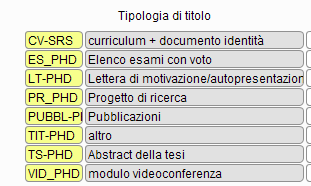 Tipologia di titolo
CV-SRS curriculum + documento identità
ES_PHD Elenco esami con voto
LT-PHD Lettera di motivazione/autopresentazion
PR_PHD Progetto di ricerca
PUBBL-P Pubblicazioni
TIT-PHD altro
TS-PHD Abstract della tesi
VID_PHD modulo videoconferenza